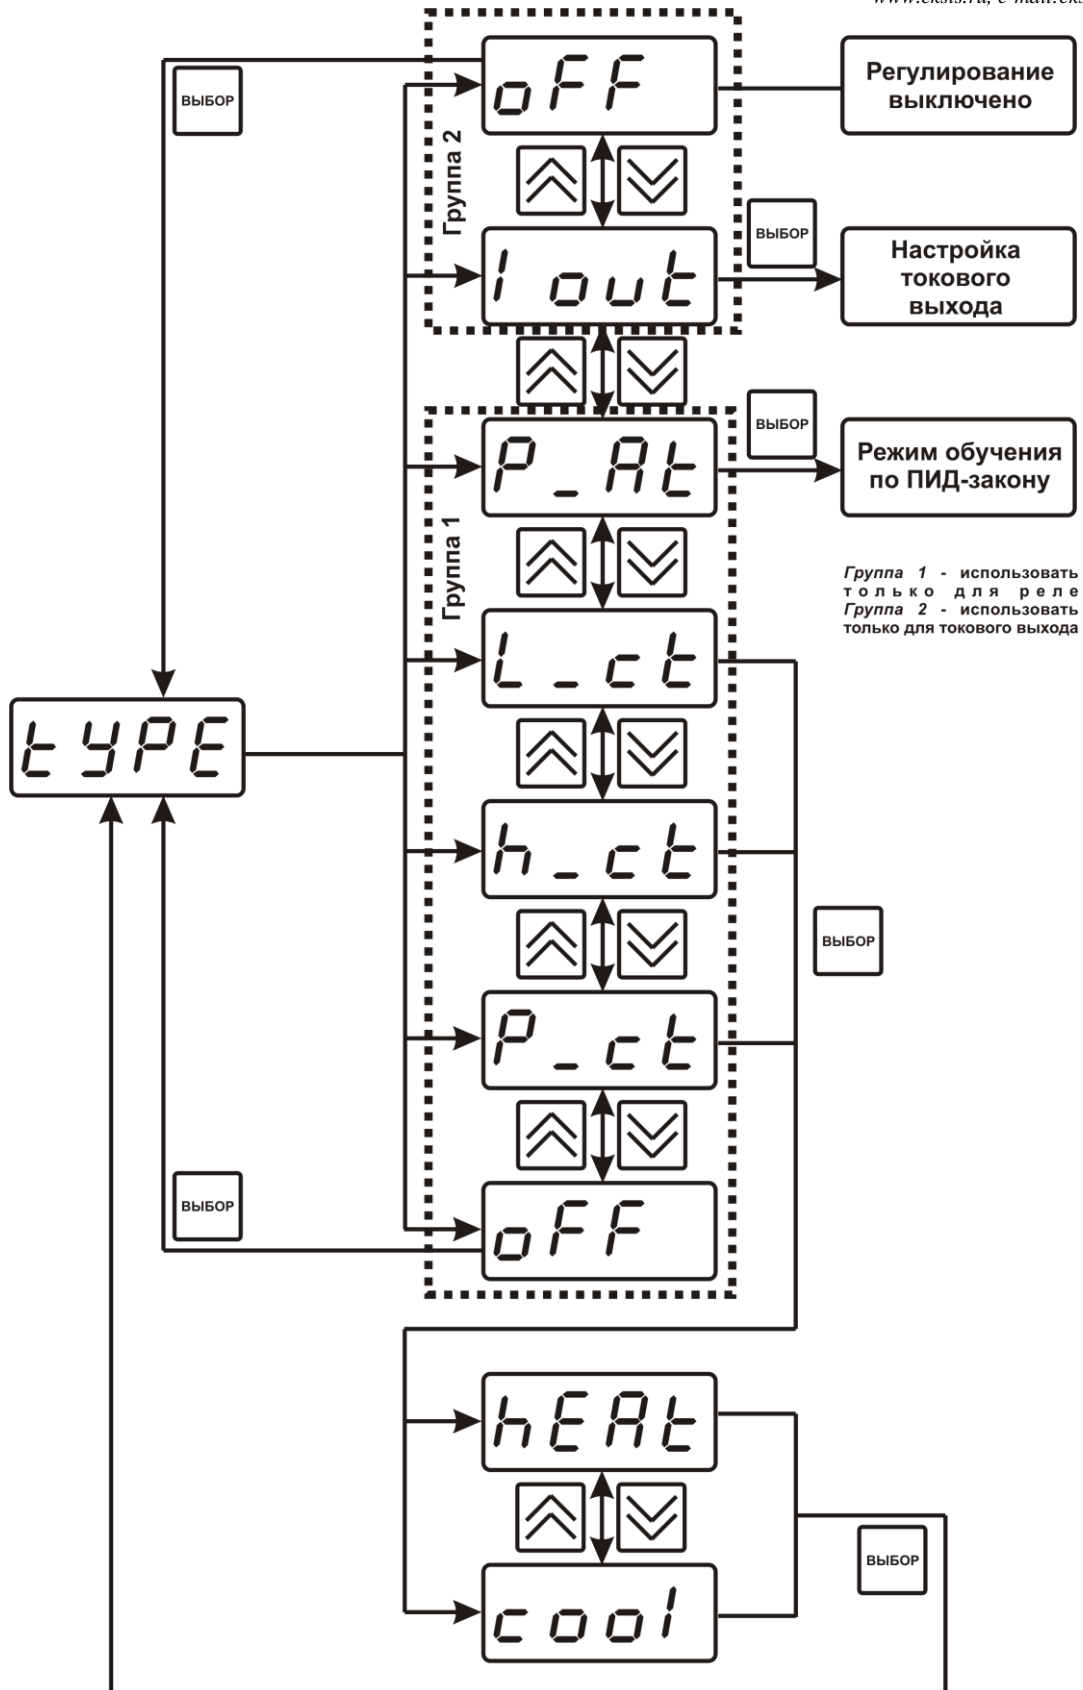 www.eksis.ru, e-mail:eks
oFF
Регулирование
выключено
ВЫБОР
Группа 2
ВЫБОР
I out
Настройка
токового
выхода
ВЫБОР
P_At
Режим обучения
по ПИД-закону
Группа 1
Группа 1 - использовать
только для реле
Группа 2 - использовать
только для токового выхода
L_ct
tYPE
h_ct
ВЫБОР
P_ct
ВЫБОР
oFF
hEAt
ВЫБОР
cool